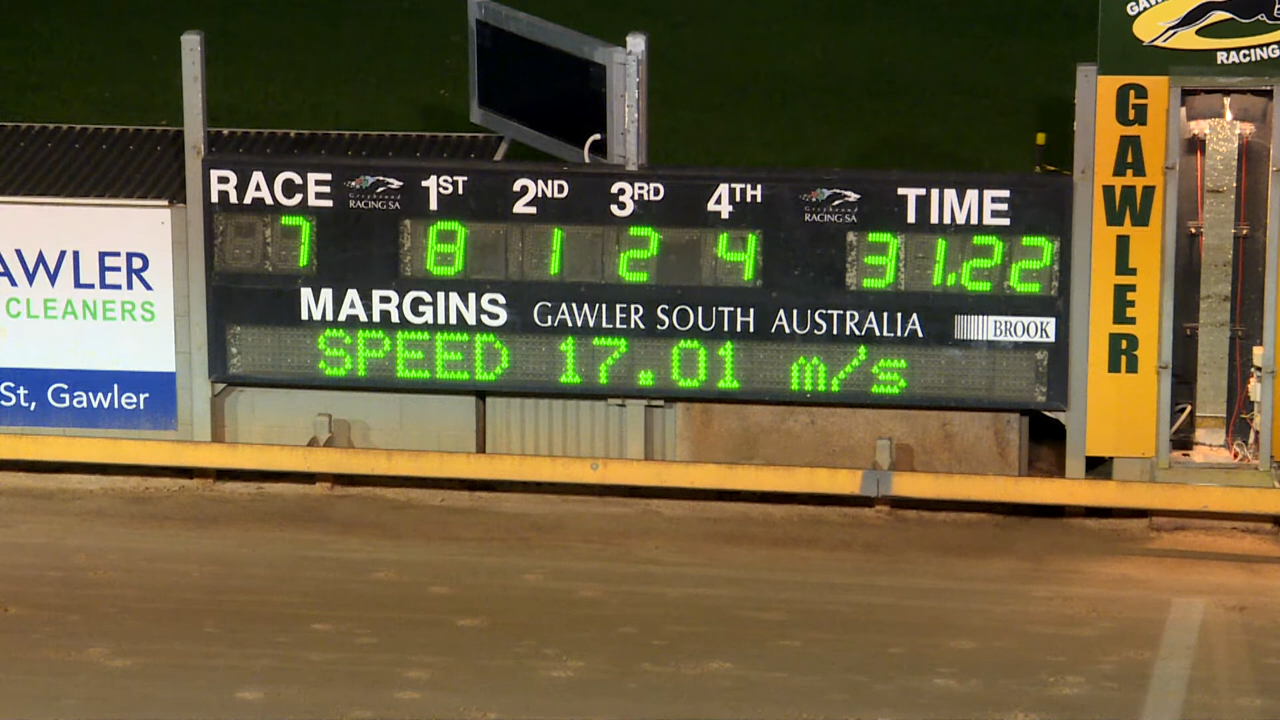 RACING
RACE 1ST 2ND 3RD 4TH TIME
Greyhound RACING SA
Greyhound RACING SA
7 8 1 2 4 31.22
MARGINS GAWLER SOUTH AUSTRALIA BROOK
SPEED 17.01 m/s
AWLER
CLEANERS
St, Gawler
GAWLER